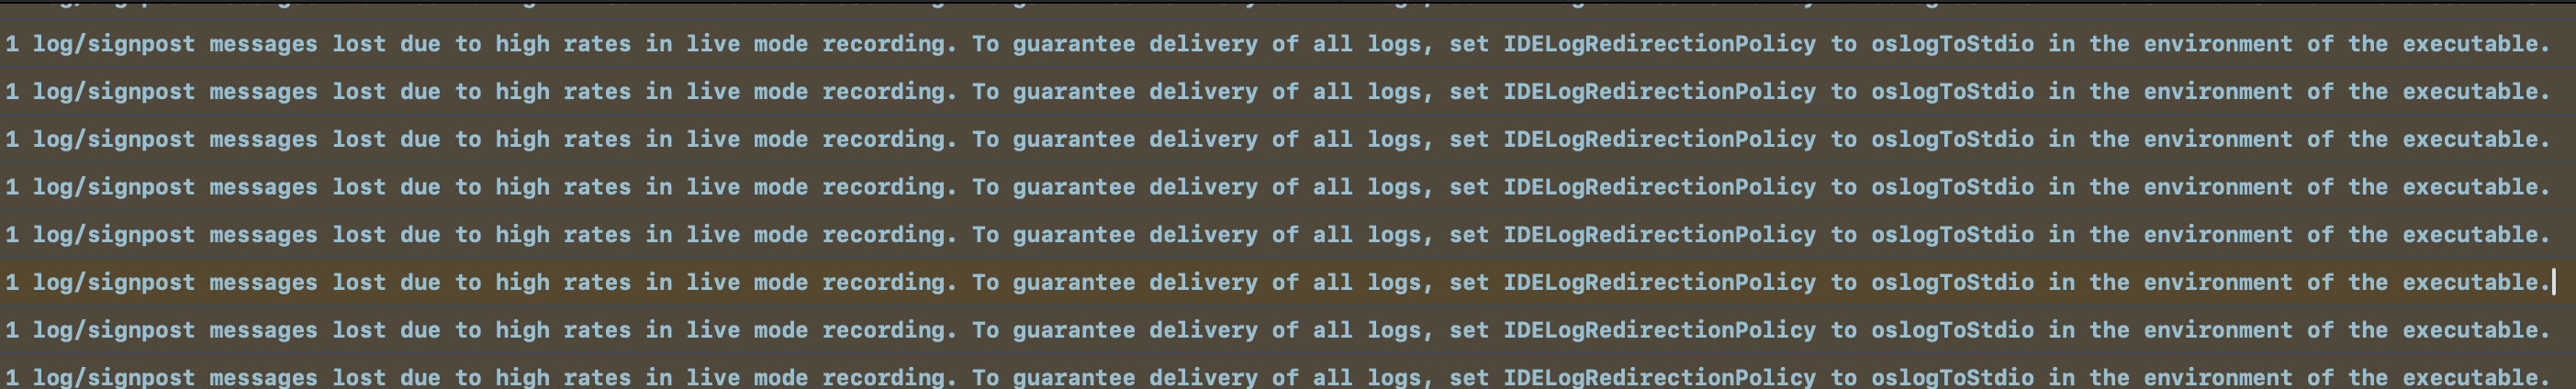 1 log/signpost messages lost due to high rates in live mode recording. To guarantee delivery of all logs, set IDELogRedirectionPolicy to oslogToStdio in the environment of the executable.
1 log/signpost messages lost due to high rates in live mode recording. To guarantee delivery of all logs, set IDELogRedirectionPolicy to oslogToStdio in the environment of the executable.
1 log/signpost messages lost due to high rates in live mode recording. To guarantee delivery of all logs, set IDELogRedirectionPolicy to oslogToStdio in the environment of the executable.
1 log/signpost messages lost due to high rates in live mode recording. To guarantee delivery of all logs, set IDELogRedirectionPolicy to oslogToStdio in the environment of the executable.
1 log/signpost messages lost due to high rates in live mode recording. To guarantee delivery of all logs, set IDELogRedirectionPolicy to oslogToStdio in the environment of the executable.
1 log/signpost messages lost due to high rates in live mode recording. To guarantee delivery of all logs, set IDELogRedirectionPolicy to oslogToStdio in the environment of the executable.
1 log/signpost messages lost due to high rates in live mode recording. To guarantee delivery of all logs, set IDELogRedirectionPolicy to oslogToStdio in the environment of the executable.
1 log/signpost messages lost due to high rates in live mode recording. To guarantee delivery of all logs, set IDELogRedirectionPolicy to oslogToStdio in the environment of the executable.